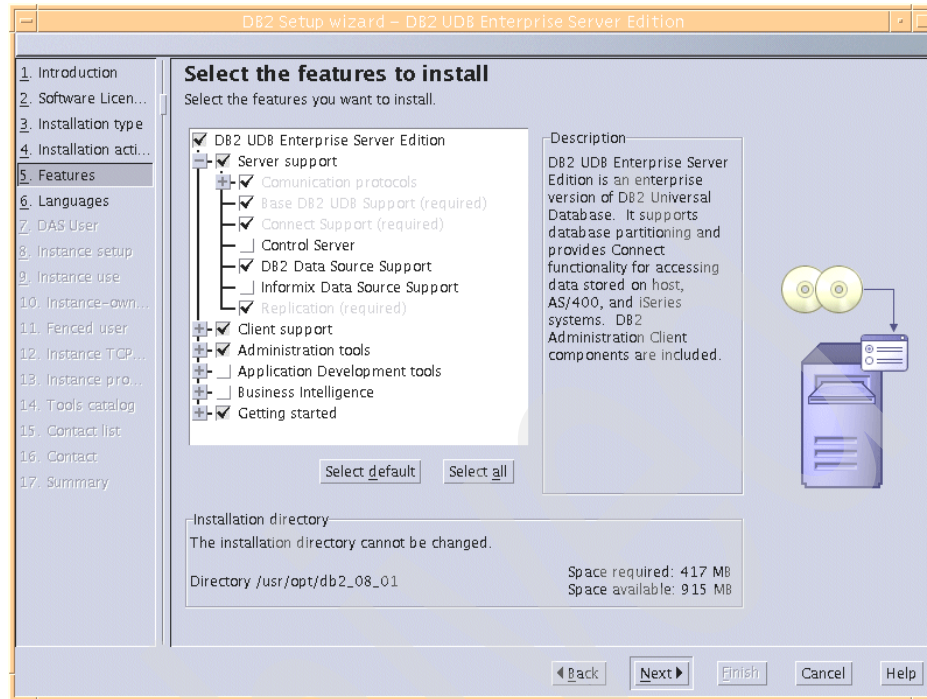 DB2 Setup wizard – DB2 UDB Enterprise Server Edition
1. Introduction
2. Software Licen...
3. Installation type
4. Installation acti...
5. Features
6. Languages
7. DAS User
8. Instance setup
9. Instance use
10. Instance-own...
11. Fenced user
12. Instance TCP...
13. Instance pro...
14. Tools catalog
15. Contact list
16. Contact
17. Summary
Select the features to install
Select the features you want to install.
DB2 UDB Enterprise Server Edition
Server support
Comunication protocols
Base DB2 UDB Support (required)
Connect Support (required)
Control Server
DB2 Data Source Support
Informix Data Source Support
Replication (required)
Client support
Administration tools
Application Development tools
Business Intelligence
Getting started
Select default
Select all
Description
DB2 UDB Enterprise Server
Edition is an enterprise
version of DB2 Universal
Database. It supports
database partitioning and
provides Connect
functionality for accessing
data stored on host,
AS/400, and iSeries
systems. DB2
Administration Client
components are included.
Installation directory
The installation directory cannot be changed.
Directory /usr/opt/db2_08_01
Space required: 417 MB
Space available: 915 MB
Back
Next
Finish
Cancel
Help